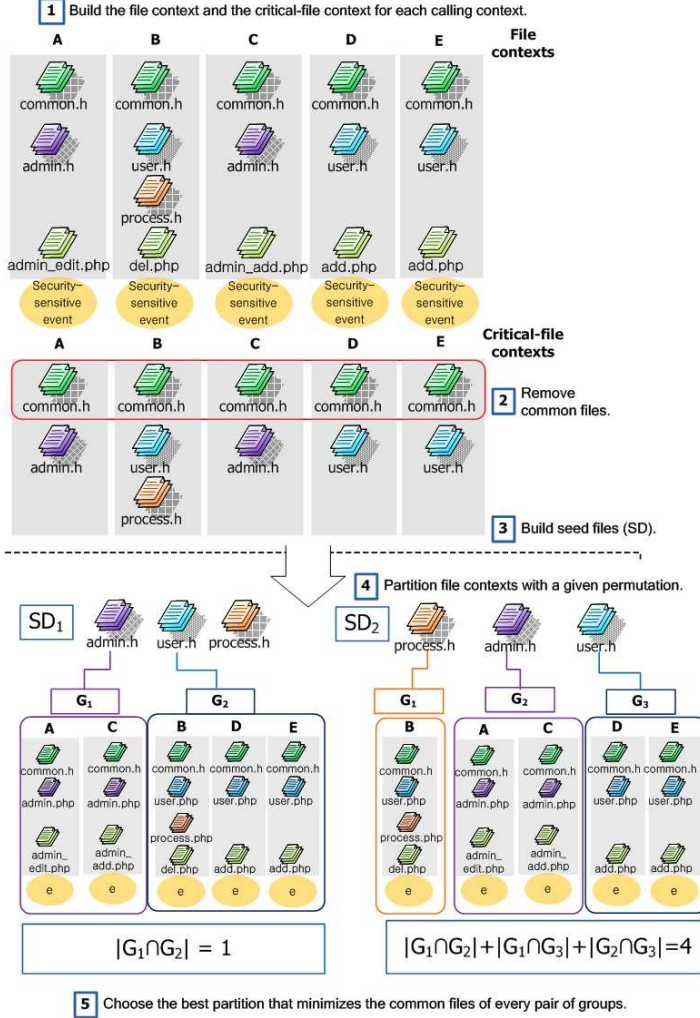 1 Build the file context and the critical-file context for each calling context.
A B C D E File
contexts
common.h common.h common.h common.h common.h
admin.h user.h admin.h user.h user.h
process.h
admin_edit.php del.php admin_add.php add.php add.php
Security– Security– Security– Security– Security–
sensitive sensitive sensitive sensitive sensitive
event event event event event
Critical-file
contexts
A B C D E
common.h common.h common.h common.h common.h
2 Remove
common files.
admin.h user.h admin.h user.h user.h
process.h
3 Build seed files (SD).
4 Partition file contexts with a given permutation.
SD1 admin.h user.h process.h
SD2 process.h admin.h user.h
G1 G2
G1 G2 G3
A C B D E
B A C D E
common.h common.h common.h common.h common.h
common.h common.h common.h common.h common.h
admin.php admin.php user.php user.php user.php
user.php admin.php admin.php user.php user.php
process.php
process.php
admin_
edit.php
admin_
add.php
del.php add.php add.php
del.php
admin_
edit.php
admin_
add.php
add.php add.php
e e e e e
e e e e e
|G1∩G2| = 1
|G1∩G2|+|G1∩G3|+|G2∩G3|=4
5 Choose the best partition that minimizes the common files of every pair of groups.